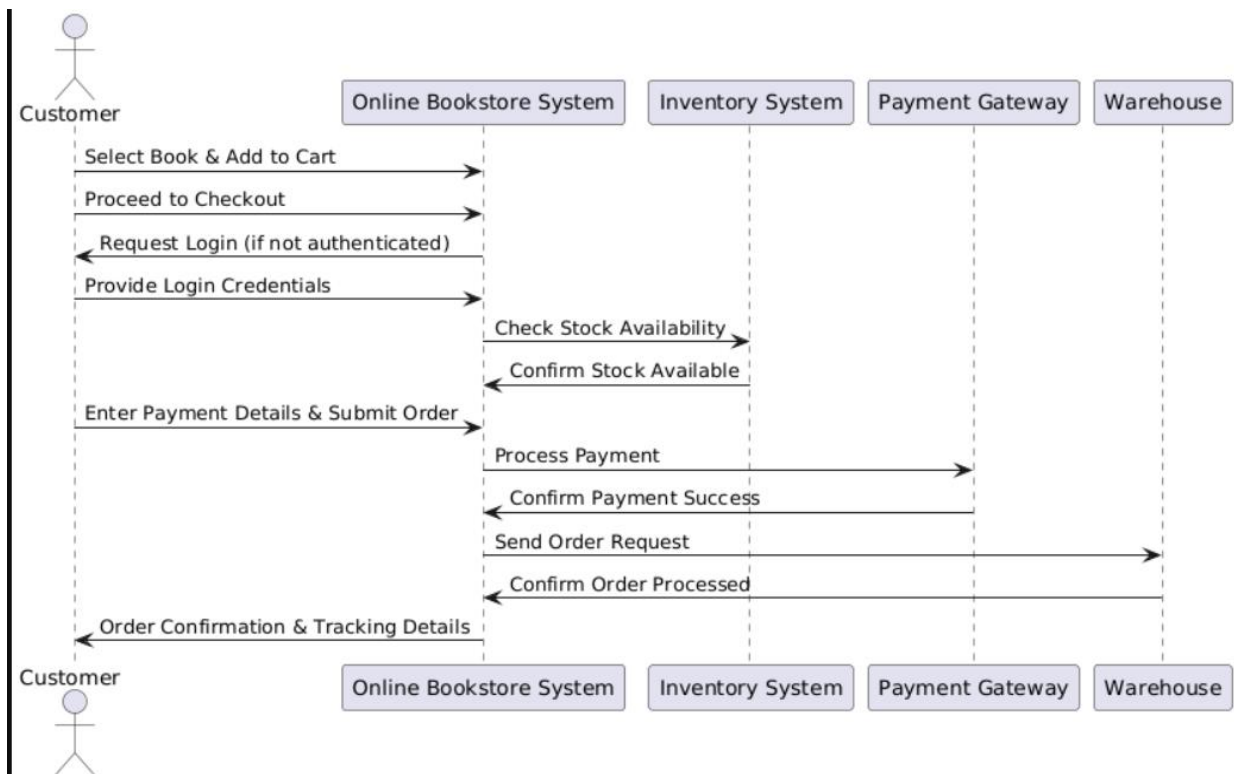 Customer
Online Bookstore System
Inventory System
Payment Gateway
Warehouse
Select Book & Add to Cart
Proceed to Checkout
Request Login (if not authenticated)
Provide Login Credentials
Check Stock Availability
Confirm Stock Available
Enter Payment Details & Submit Order
Process Payment
Confirm Payment Success
Send Order Request
Confirm Order Processed
Order Confirmation & Tracking Details
Customer
Online Bookstore System
Inventory System
Payment Gateway
Warehouse